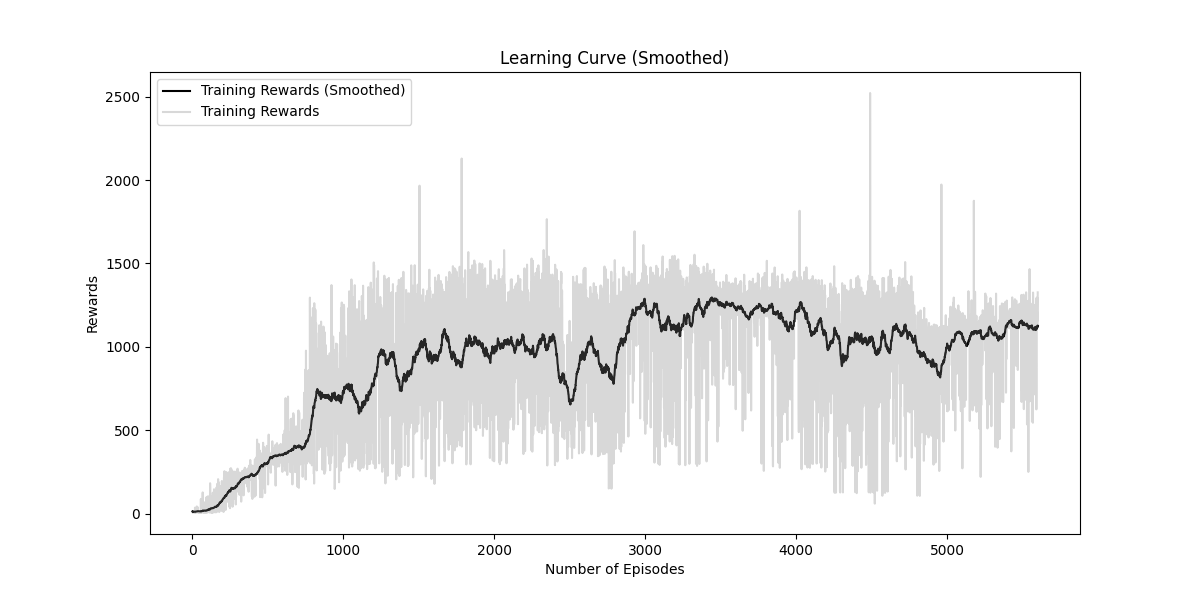 Learning Curve (Smoothed)
Training Rewards (Smoothed)
Training Rewards
2500
2000
1500
1000
500
0
Rewards
0 1000 2000 3000 4000 5000
Number of Episodes